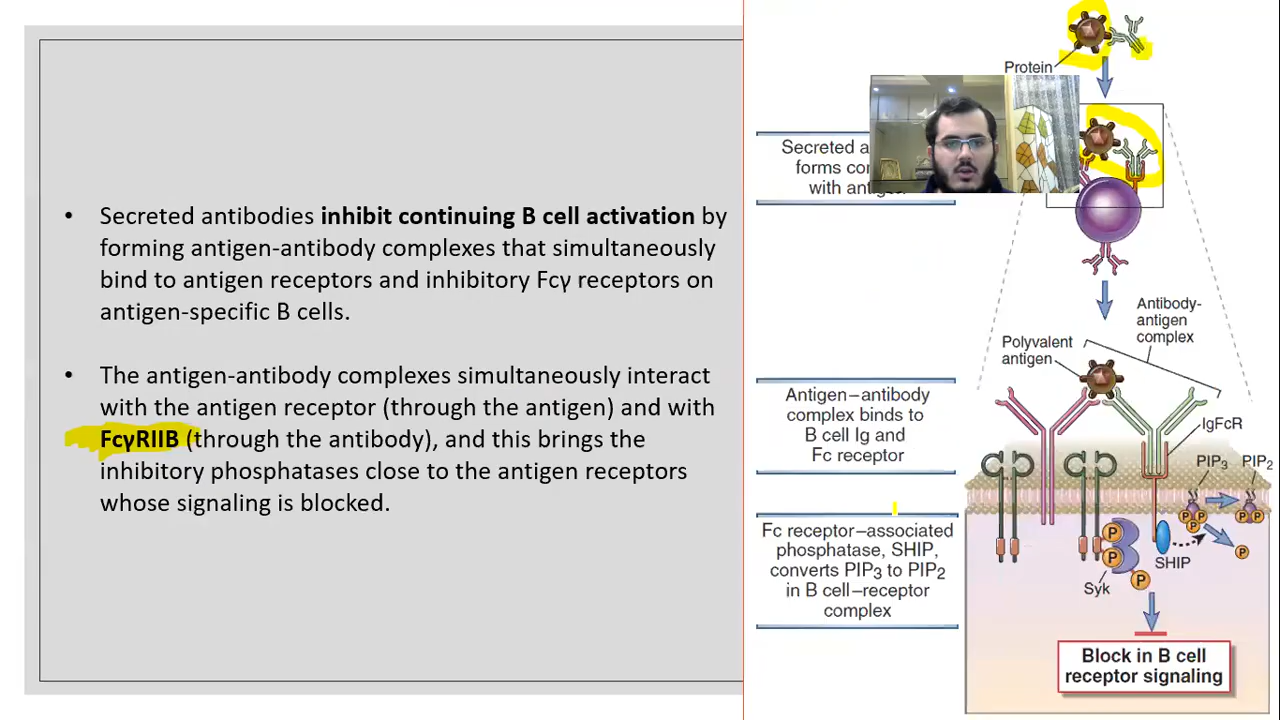 • Secreted antibodies inhibit continuing B cell activation by
forming antigen-antibody complexes that simultaneously
bind to antigen receptors and inhibitory Fcγ receptors on
antigen-specific B cells.
• The antigen-antibody complexes simultaneously interact
with the antigen receptor (through the antigen) and with
FcγRIIB (through the antibody), and this brings the
inhibitory phosphatases close to the antigen receptors
whose signaling is blocked.
Protein
Secreted
forms
with
Antibody-
antigen
complex
Polyvalent
antigen
Antigen–antibody
complex binds to
B cell Ig and
Fc receptor
IgFcR
PIP3
PIP2
P
P
P
P
P
P
Fc receptor–associated
phosphatase, SHIP,
converts PIP3 to PIP2
in B cell–receptor
complex
P
P
P
Syk
SHIP
Block in B cell
receptor signaling